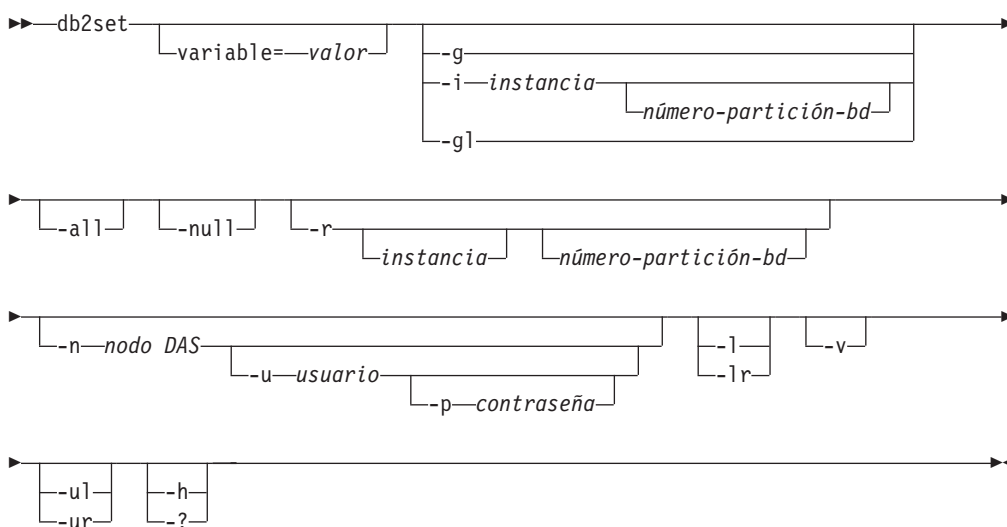 db2set
variable= valor
-g
-i instancia
número-partición-bd
-gl
-all
-null
-r
instancia
número-partición-bd
-n nodo DAS
-u usuario
-p contraseña
-l
-lr
-v
-ul
-ur
-h
-?